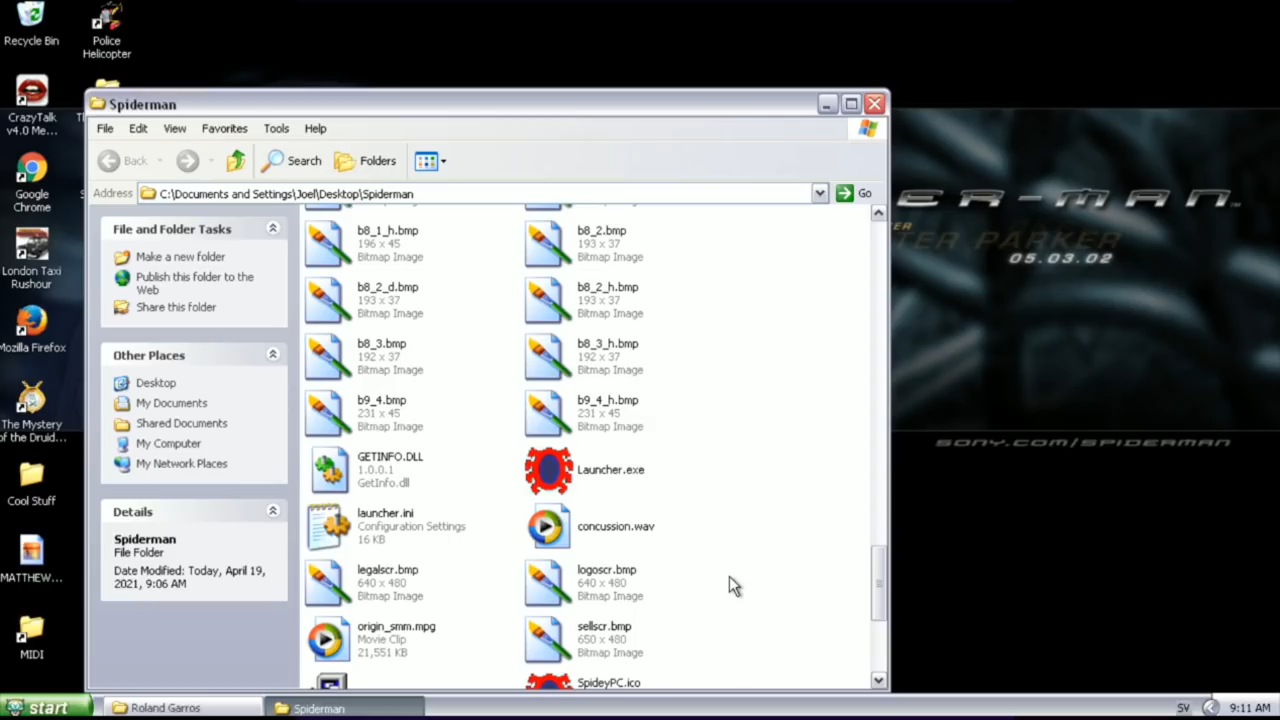 Recycle Bin
Police
Helicopter
CrazyTalk
v4.0 Me...
Google
Chrome
London Taxi
Rushour
Mozilla Firefox
The Mystery
of the Druid...
Cool Stuff
MATTHEW...
MIDI
Spiderman
File Edit View Favorites Tools Help
Back Search Folders
Address C:\Documents and Settings\Joel\Desktop\Spiderman Go
File and Folder Tasks
Make a new folder
Publish this folder to the
Web
Share this folder
Other Places
Desktop
My Documents
Shared Documents
My Computer
My Network Places
Details
Spiderman
File Folder
Date Modified: Today, April 19,
2021, 9:06 AM
b8_1_h.bmp
196 x 45
Bitmap Image
b8_2.bmp
193 x 37
Bitmap Image
b8_2_d.bmp
193 x 37
Bitmap Image
b8_2_h.bmp
193 x 37
Bitmap Image
b8_3.bmp
192 x 37
Bitmap Image
b8_3_h.bmp
192 x 37
Bitmap Image
b9_4.bmp
231 x 45
Bitmap Image
b9_4_h.bmp
231 x 45
Bitmap Image
GETINFO.DLL
1.0.0.1
GetInfo.dll
Launcher.exe
launcher.ini
Configuration Settings
16 KB
concussion.wav
legalscr.bmp
640 x 480
Bitmap Image
logoscr.bmp
640 x 480
Bitmap Image
origin_smm.mpg
Movie Clip
21,551 KB
sellscr.bmp
650 x 480
Bitmap Image
SpideyPC.ico
ER-MAN™
TER PARKER
05.03.02
SONY.COM/SPIDERMAN
start
Roland Garros
Spiderman
SV
9:11 AM